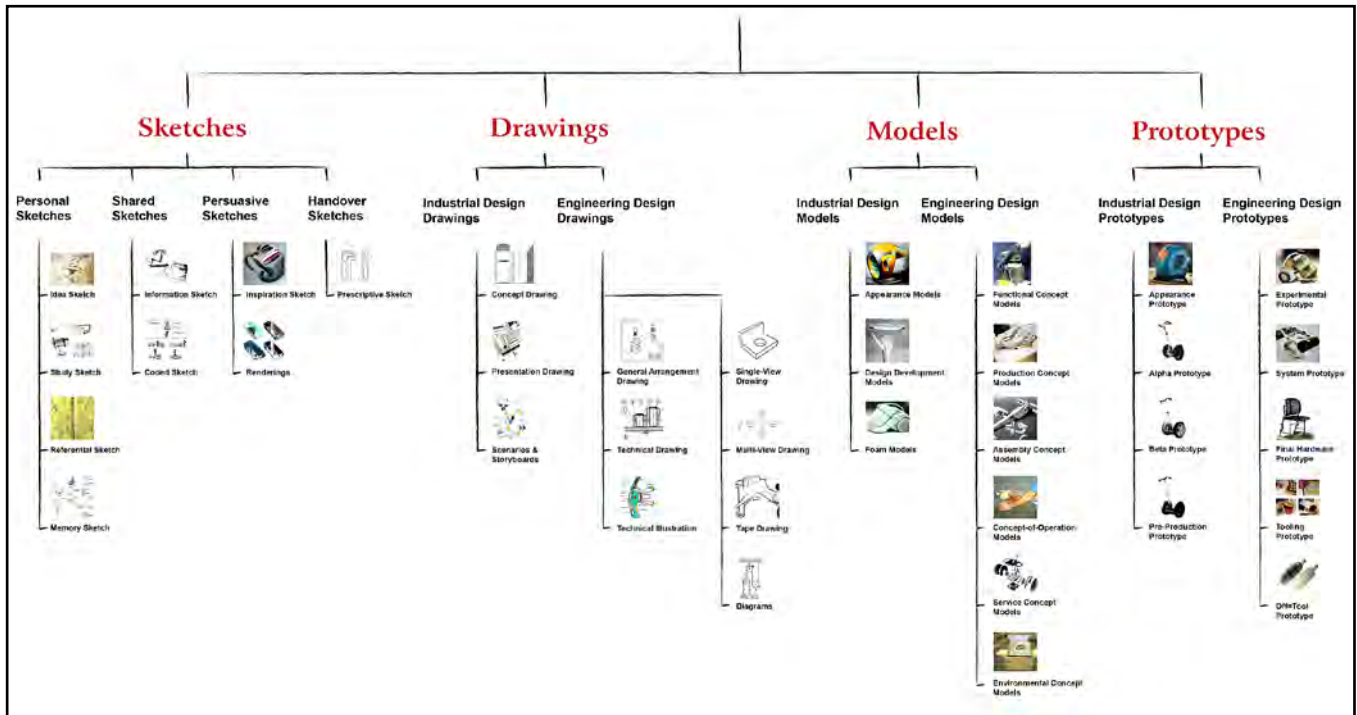 Sketches
Drawings
Models
Prototypes
Personal
Sketches
Shared
Sketches
Persuasive
Sketches
Handover
Sketches
Industrial Design
Drawings
Engineering Design
Drawings
Industrial Design
Models
Engineering Design
Models
Industrial Design
Prototypes
Engineering Design
Prototypes
Idea Sketch
Study Sketch
Referential Sketch
Memory Sketch
Information Sketch
Coded Sketch
Inspiration Sketch
Renderings
Prescriptive Sketch
Concept Drawing
Presentation Drawing
Scenarios &
Storyboards
General Arrangement
Drawing
Technical Drawing
Technical Illustration
Single-View
Drawing
Multi-View Drawing
Tape Drawing
Diagrams
Appearance Models
Design Development
Models
Foam Models
Functional Concept
Models
Production Concept
Models
Assembly Concept
Models
Concept-of-Operation
Models
Service Concept
Models
Environmental Concept
Models
Appearance
Prototype
Alpha Prototype
Beta Prototype
Pre-Production
Prototype
Experimental
Prototype
System Prototype
Final Hardware
Prototype
Tooling
Prototype
Prototype